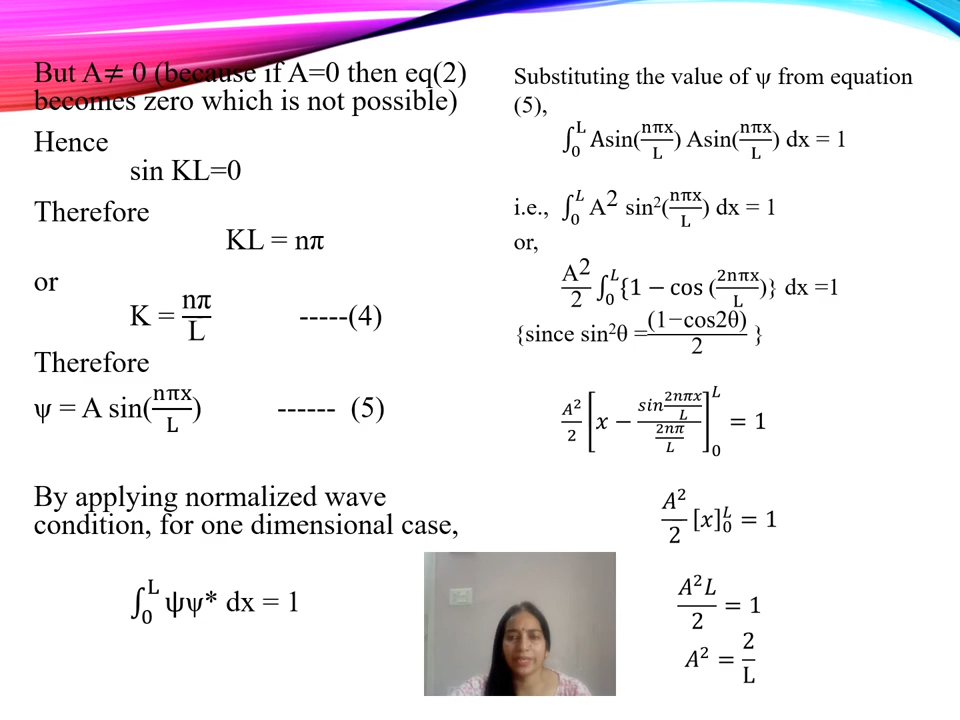 But A≠ 0 (because if A=0 then eq(2)
becomes zero which is not possible)
Hence
sin KL=0
Therefore
KL = nπ
or
K = nπ/L -----(4)
Therefore
ψ = A sin(nπx/L) ------ (5)
By applying normalized wave
condition, for one dimensional case,
∫₀ᴸ ψψ* dx = 1
Substituting the value of ψ from equation
(5),
∫₀ᴸ Asin(nπx/L) Asin(nπx/L) dx = 1
i.e., ∫₀ᴸ A² sin²(nπx/L) dx = 1
or,
A²/2 ∫₀ᴸ{1 − cos (2nπx/L)} dx =1
{since sin²θ =(1−cos2θ)/2 }
A²/2 [x − (sin 2nπx/L)/(2nπ/L)]₀ᴸ = 1
A²/2 [x]₀ᴸ = 1
A²L/2 = 1
A² = 2/L